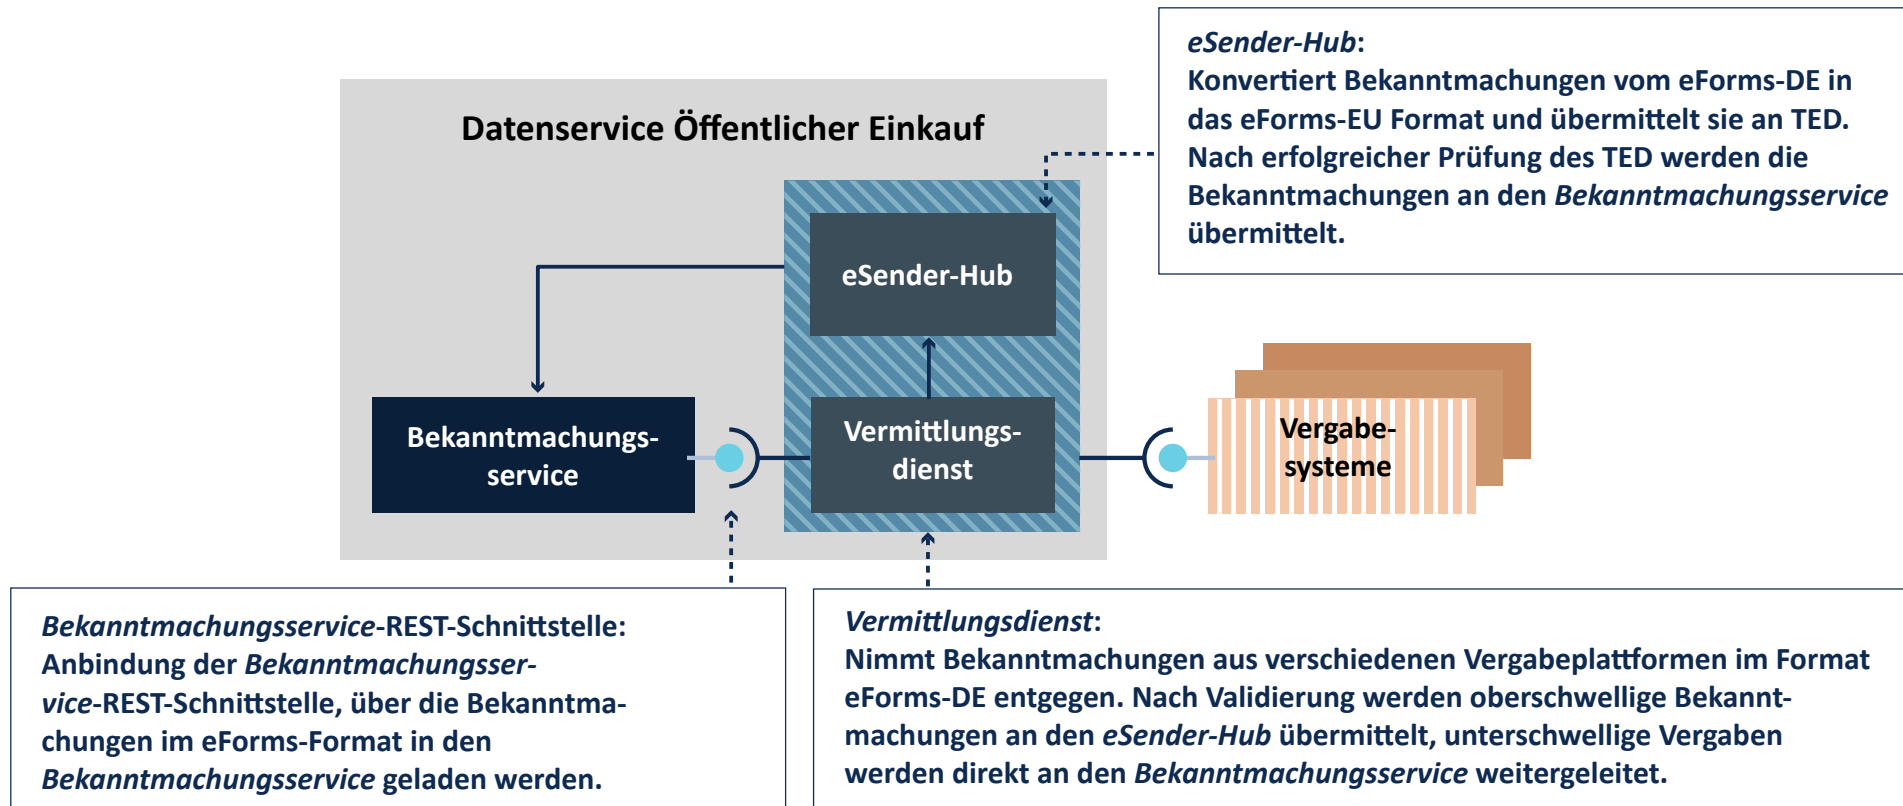 eSender-Hub:
Konvertiert Bekanntmachungen vom eForms-DE in
das eForms-EU Format und übermittelt sie an TED.
Nach erfolgreicher Prüfung des TED werden die
Bekanntmachungen an den Bekanntmachungsservice
übermittelt.
Datenservice Öffentlicher Einkauf
eSender-Hub
Bekanntmachungs-
service
Vermittlungs-
dienst
Vergabe-
systeme
Bekanntmachungsservice-REST-Schnittstelle:
Anbindung der Bekanntmachungsser-
vice-REST-Schnittstelle, über die Bekanntma-
chungen im eForms-Format in den
Bekanntmachungsservice geladen werden.
Vermittlungsdienst:
Nimmt Bekanntmachungen aus verschiedenen Vergabeplattformen im Format
eForms-DE entgegen. Nach Validierung werden oberschwellige Bekannt-
machungen an den eSender-Hub übermittelt, unterschwellige Vergaben
werden direkt an den Bekanntmachungsservice weitergeleitet.